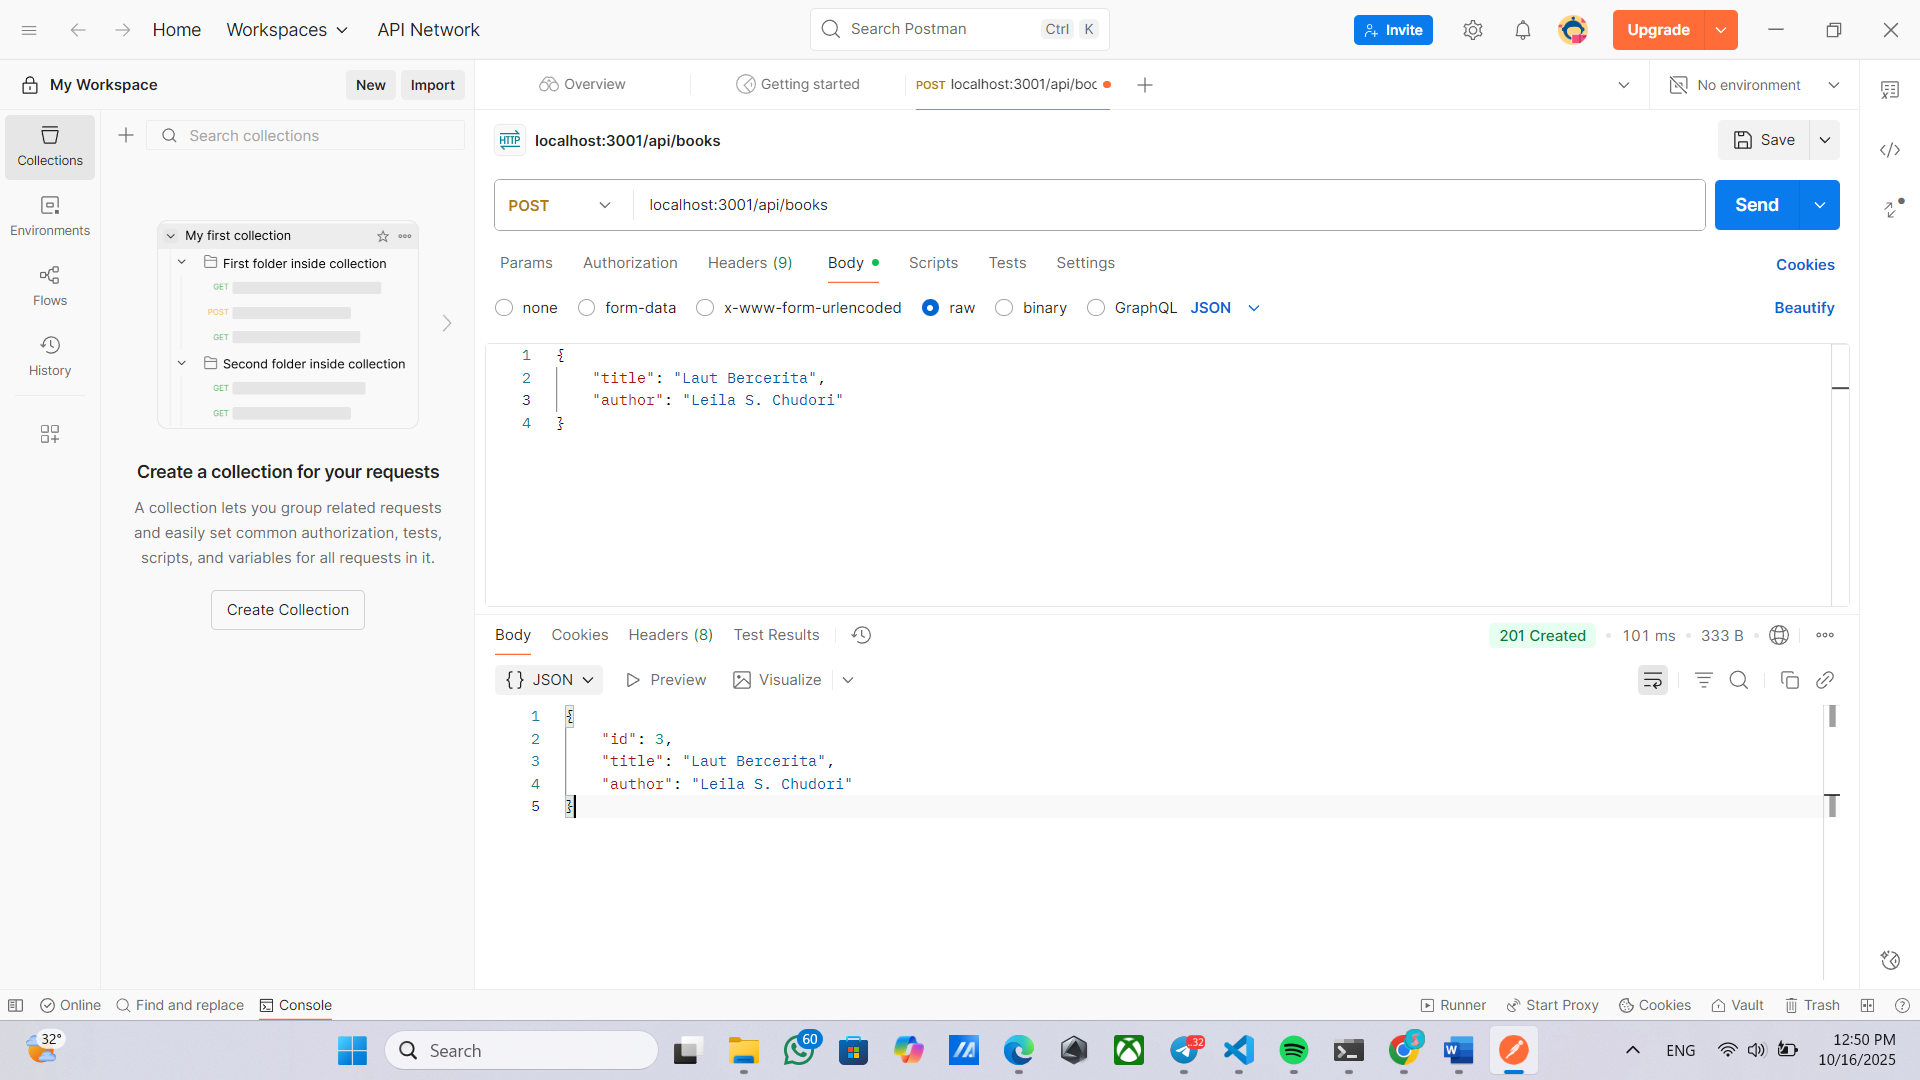 Home
Workspaces
API Network
Search Postman
Ctrl
K
Invite
Upgrade
My Workspace
New
Import
Overview
Getting started
POST localhost:3001/api/boo
No environment
Collections
Environments
Flows
History
Search collections
My first collection
First folder inside collection
GET
POST
GET
Second folder inside collection
GET
GET
Create a collection for your requests
A collection lets you group related requests
and easily set common authorization, tests,
scripts, and variables for all requests in it.
Create Collection
HTTP
localhost:3001/api/books
Save
POST
localhost:3001/api/books
Send
Params
Authorization
Headers (9)
Body
Scripts
Tests
Settings
Cookies
none
form-data
x-www-form-urlencoded
raw
binary
GraphQL
JSON
Beautify
1 {
2 "title": "Laut Bercerita",
3 "author": "Leila S. Chudori"
4 }
Body
Cookies
Headers (8)
Test Results
201 Created
101 ms
333 B
{} JSON
Preview
Visualize
1 {
2 "id": 3,
3 "title": "Laut Bercerita",
4 "author": "Leila S. Chudori"
5 }
Online
Find and replace
Console
Runner
Start Proxy
Cookies
Vault
Trash
32°
Search
60
32
ENG
12:50 PM
10/16/2025